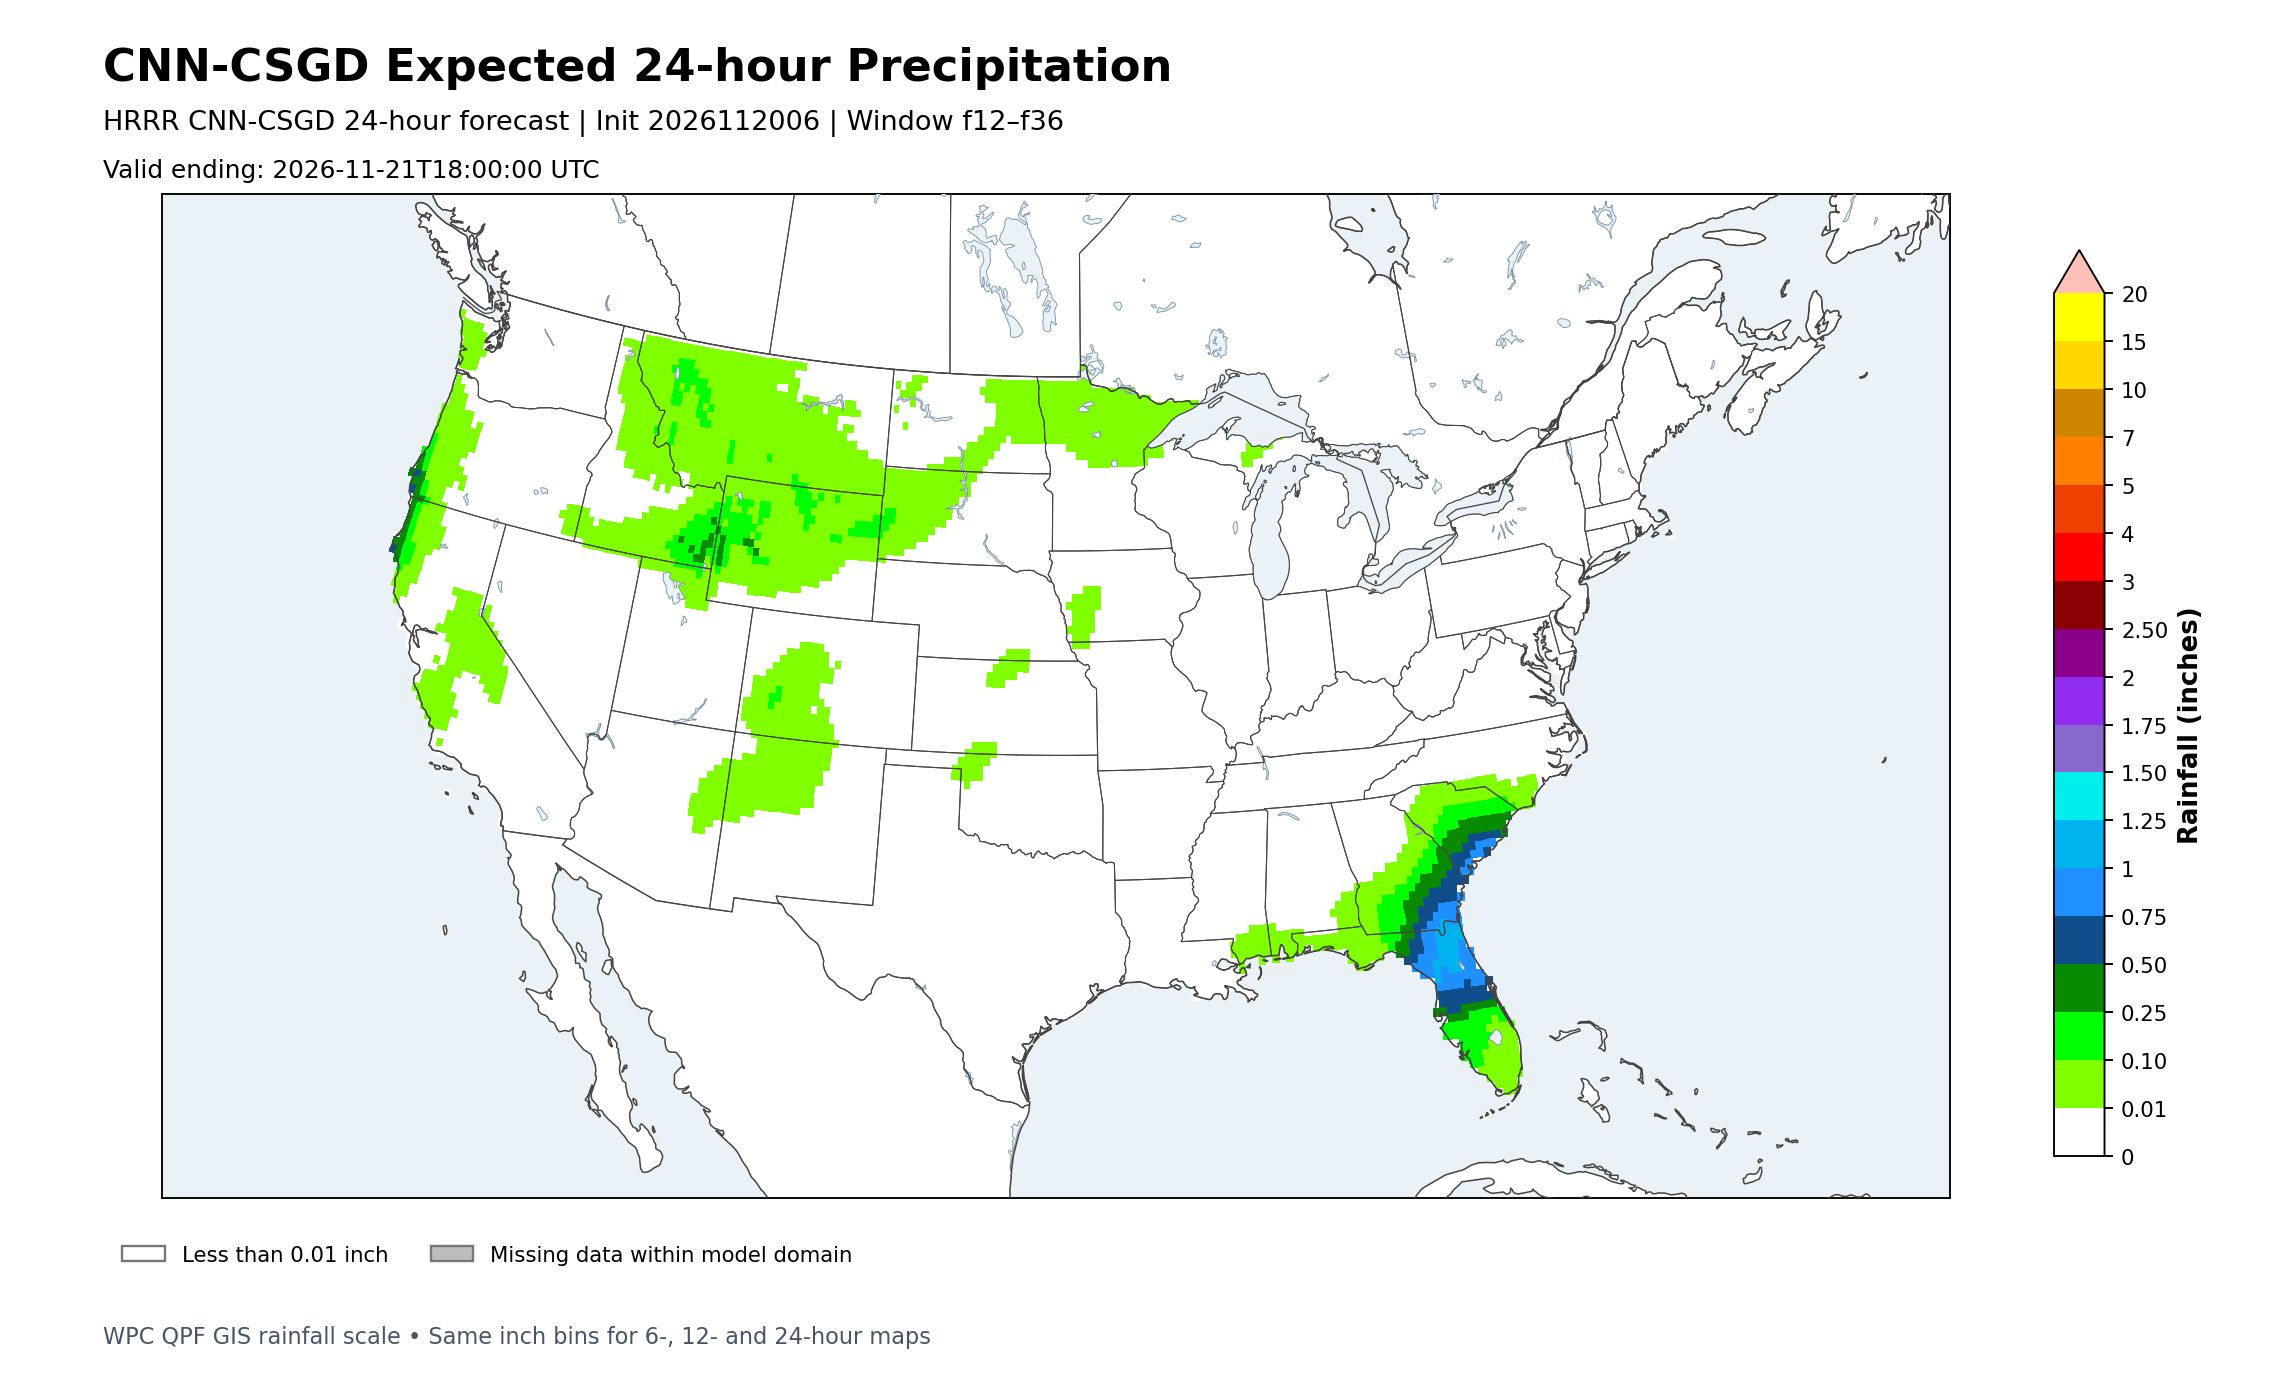 CNN-CSGD Expected 24-hour Precipitation
HRRR CNN-CSGD 24-hour forecast | Init 2026112006 | Window f12–f36
Valid ending: 2026-11-21T18:00:00 UTC
20
15
10
7
5
4
3
2.50
2
1.75
1.50
1.25
1
0.75
0.50
0.25
0.10
0.01
0
Rainfall (inches)
Less than 0.01 inch
Missing data within model domain
WPC QPF GIS rainfall scale • Same inch bins for 6-, 12- and 24-hour maps